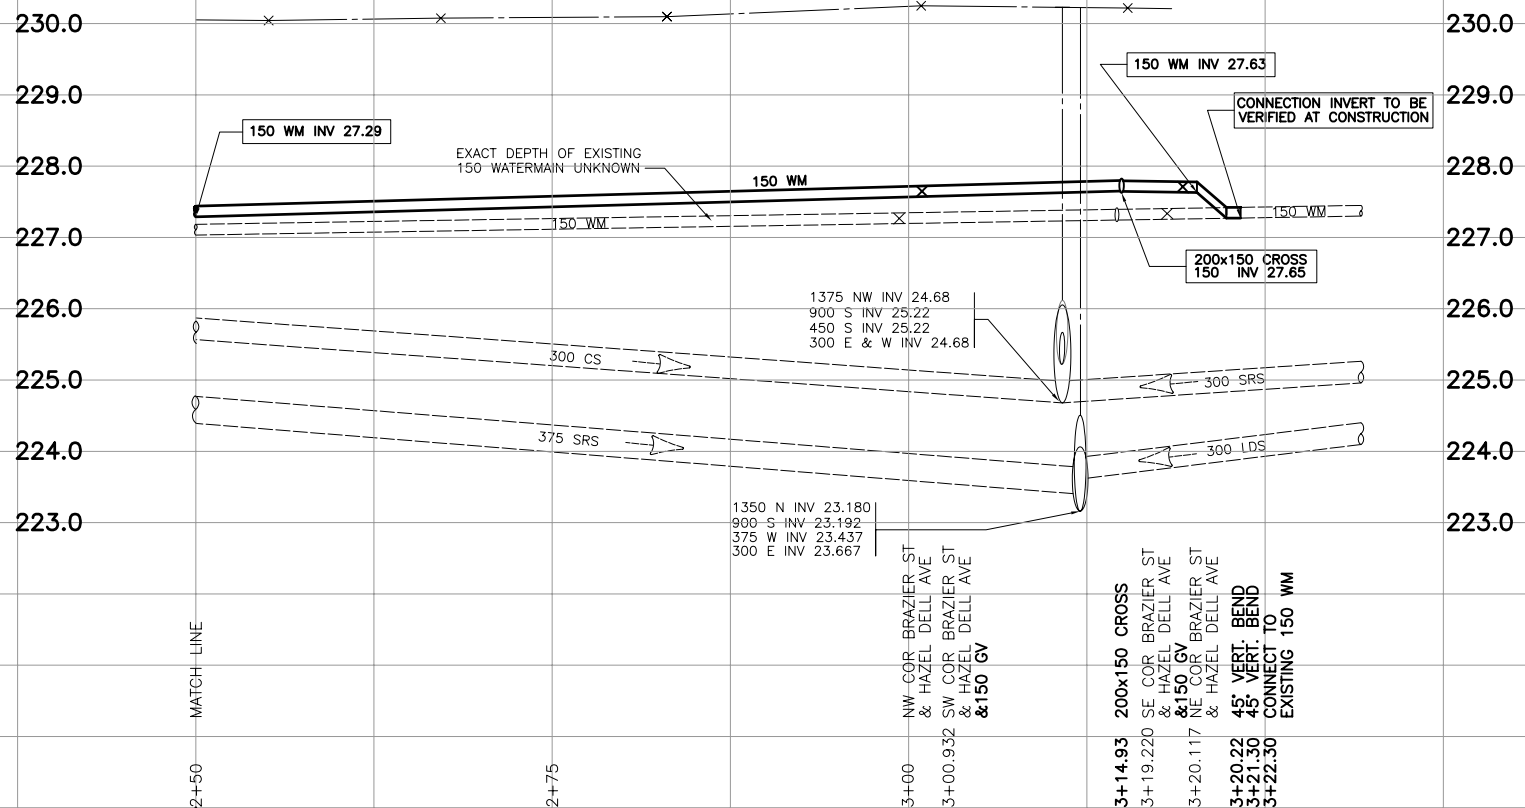 230.0
230.0
229.0
229.0
228.0
228.0
227.0
227.0
226.0
226.0
225.0
225.0
224.0
224.0
223.0
223.0
150 WM INV 27.63
CONNECTION INVERT TO BE
VERIFIED AT CONSTRUCTION
150 WM INV 27.29
EXACT DEPTH OF EXISTING
150 WATERMAIN UNKNOWN
150 WM
150 WM
150 WM
200x150 CROSS
150 INV 27.65
1375 NW INV 24.68
900 S INV 25.22
450 S INV 25.22
300 E & W INV 24.68
300 CS
300 SRS
375 SRS
300 LDS
1350 N INV 23.180
900 S INV 23.192
375 W INV 23.437
300 E INV 23.667
MATCH LINE
2+50
2+75
3+00
NW COR BRAZIER ST
& HAZEL DELL AVE
3+00.932 SW COR BRAZIER ST
& HAZEL DELL AVE
&150 GV
3+14.93 200x150 CROSS
3+19.220 SE COR BRAZIER ST
& HAZEL DELL AVE
&150 GV
3+20.117 NE COR BRAZIER ST
& HAZEL DELL AVE
3+20.22 45° VERT. BEND
3+21.30 45° VERT. BEND
3+22.30 CONNECT TO
EXISTING 150 WM